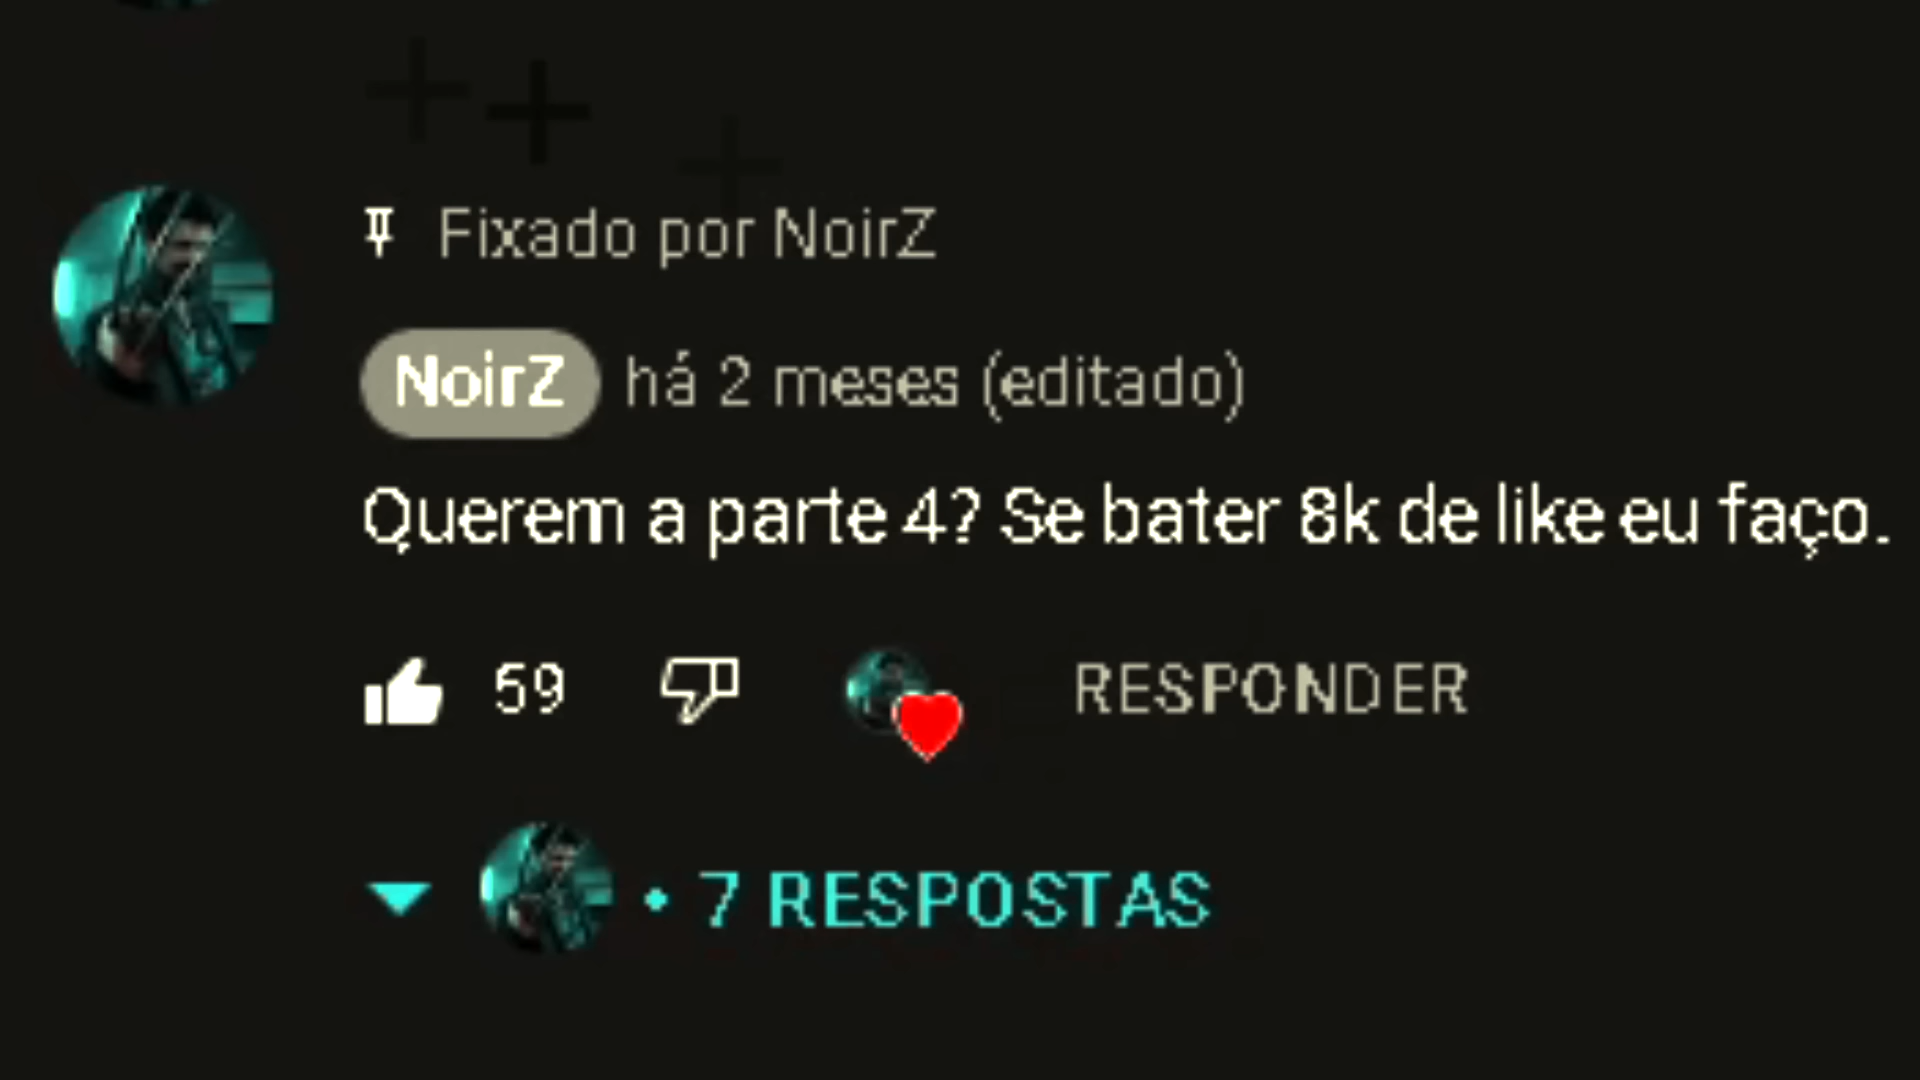 Fixado por NoirZ
NoirZ há 2 meses (editado)
Querem a parte 4? Se bater 8k de like eu faço.
59 RESPONDER
• 7 RESPOSTAS